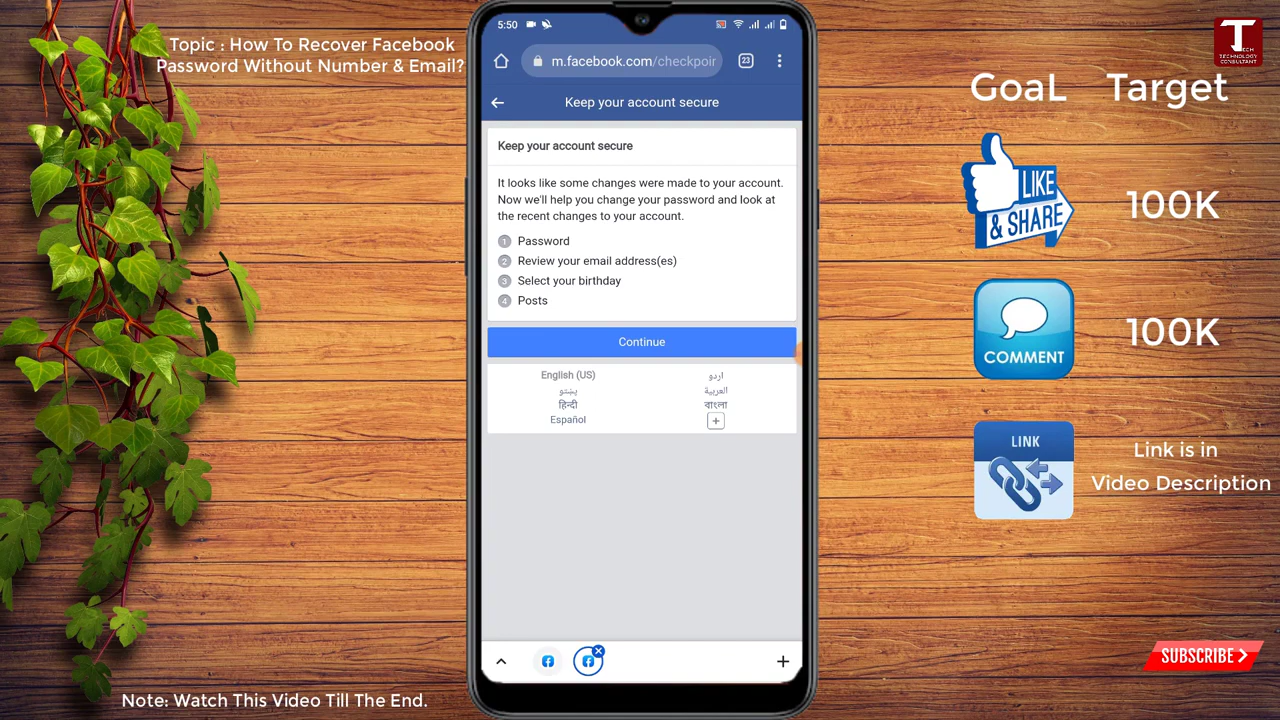 Topic : How To Recover Facebook
Password Without Number & Email?
5:50
m.facebook.com/checkpoir
23
Keep your account secure
Keep your account secure
It looks like some changes were made to your account.
Now we'll help you change your password and look at
the recent changes to your account.
1 Password
2 Review your email address(es)
3 Select your birthday
4 Posts
Continue
English (US)
اردو
پښتو
العربية
हिन्दी
বাংলা
Español
+
T
TECH
TECHNOLOGY
CONSULTANT
GoaL Target
LIKE
& SHARE
100K
COMMENT
100K
LINK
Link is in
Video Description
SUBSCRIBE
Note: Watch This Video Till The End.